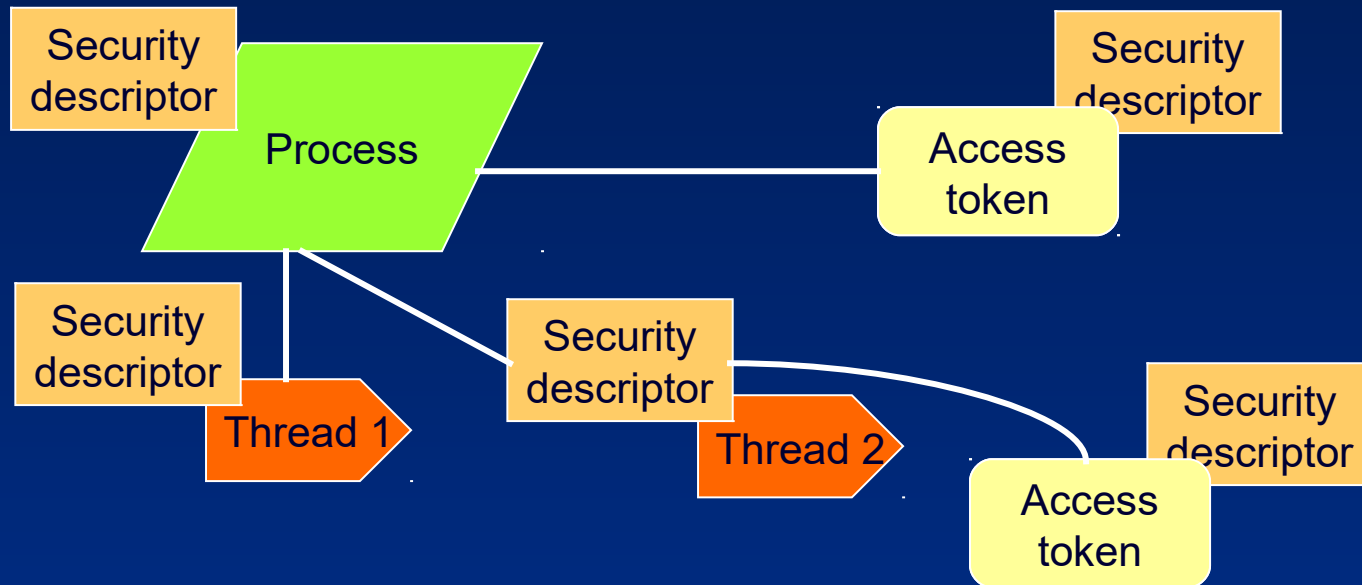 Security
descriptor
Process
Security
descriptor
Access
token
Security
descriptor
Thread 1
Security
descriptor
Thread 2
Security
descriptor
Access
token